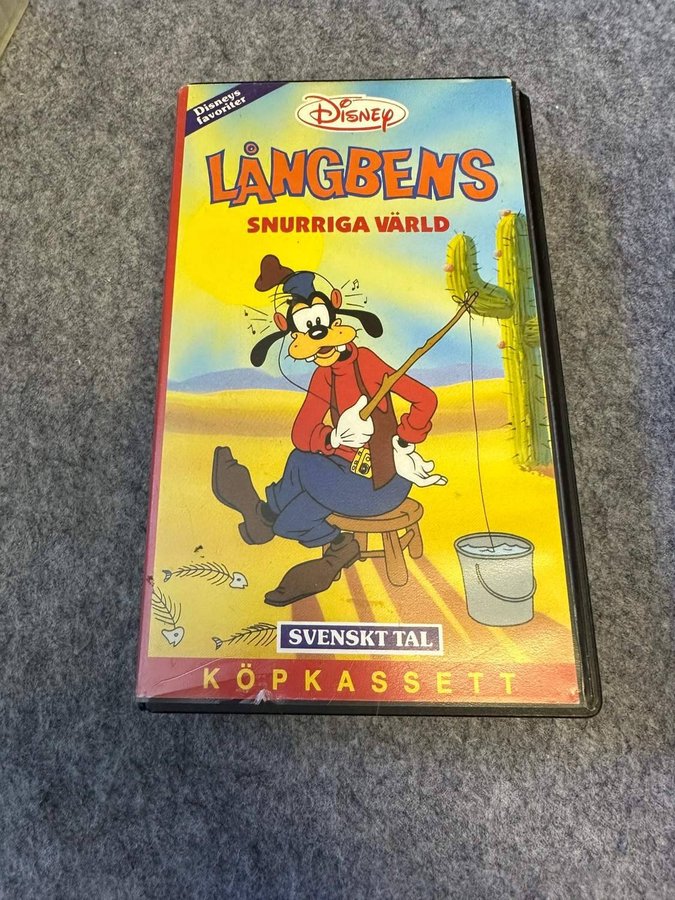 Disneys
favoriter
Disney
LÅNGBENS
SNURRIGA VÄRLD
SVENSKT TAL
KÖPKASSETT